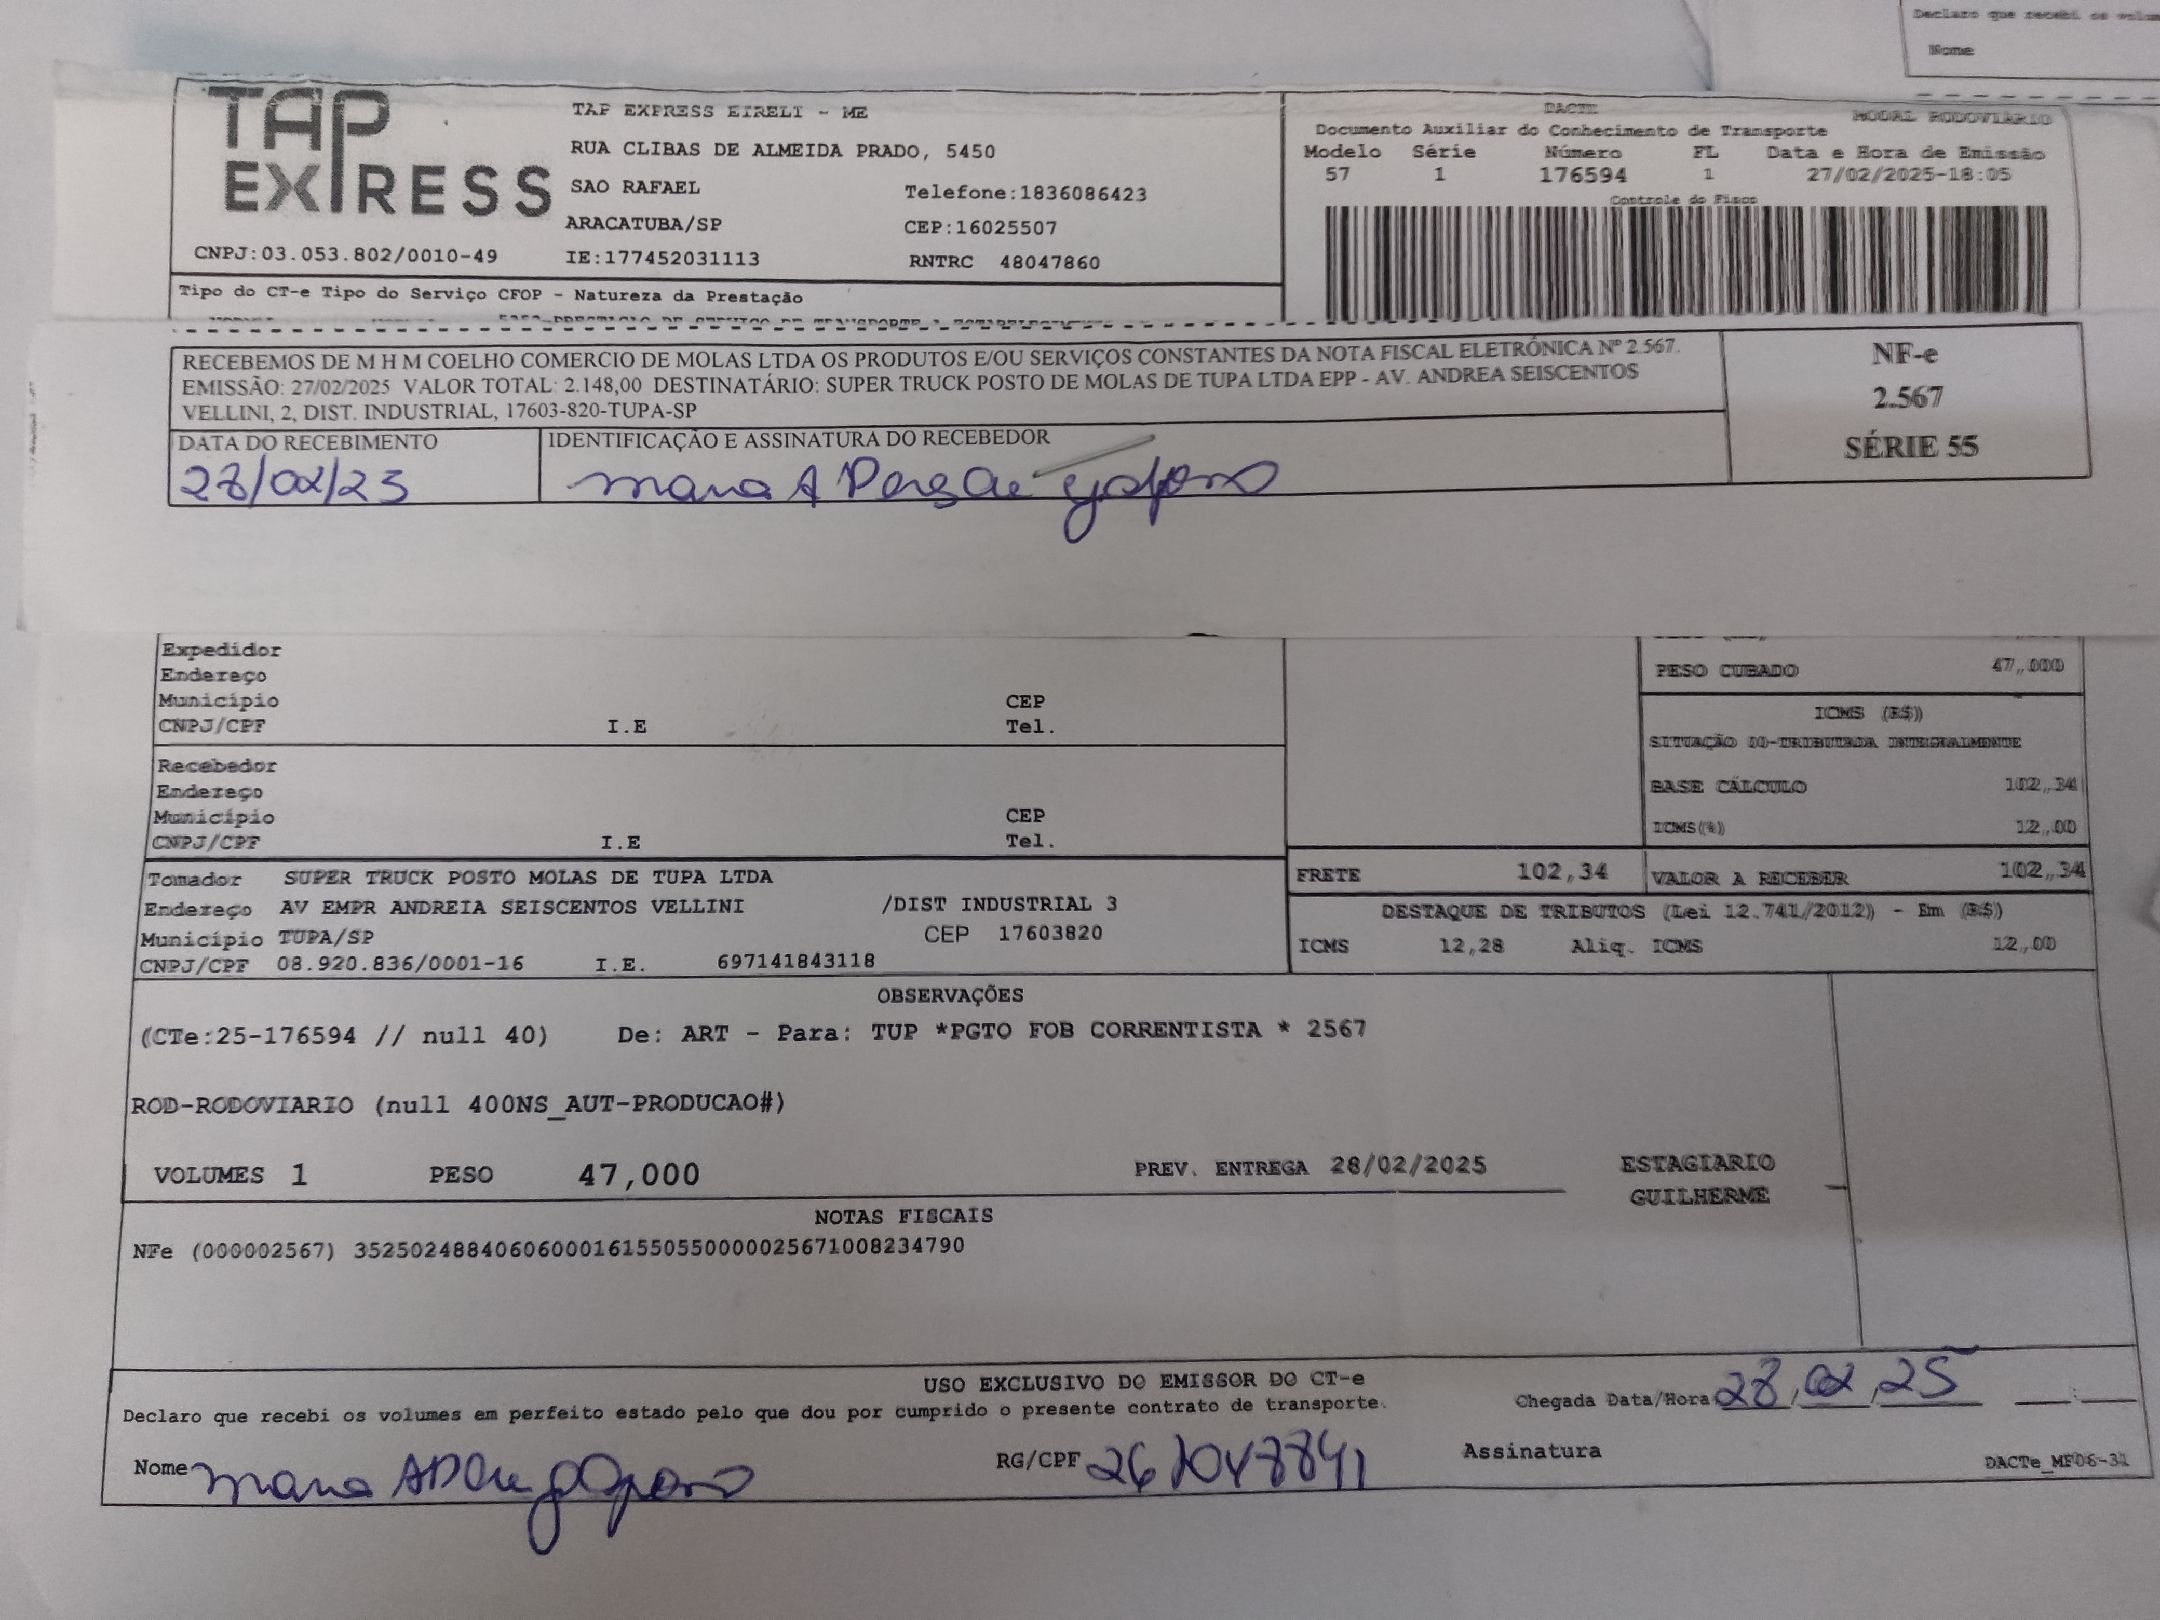 Declaro que recebi os volum
Nome
TAP EXPRESS
TAP EXPRESS EIRELI - ME
RUA CLIBAS DE ALMEIDA PRADO, 5450
SAO RAFAEL
Telefone:1836086423
ARACATUBA/SP
CEP:16025507
CNPJ:03.053.802/0010-49
IE:177452031113
RNTRC 48047860
DACTE
MODAL RODOVIÁRIO
Documento Auxiliar do Conhecimento de Transporte
Modelo Série Número FL Data e Hora de Emissão
57 1 176594 1 27/02/2025-18:05
Controle do Fisco
Tipo do CT-e Tipo do Serviço CFOP - Natureza da Prestação
RECEBEMOS DE M H M COELHO COMERCIO DE MOLAS LTDA OS PRODUTOS E/OU SERVIÇOS CONSTANTES DA NOTA FISCAL ELETRÔNICA Nº 2.567.
EMISSÃO: 27/02/2025 VALOR TOTAL: 2.148,00 DESTINATÁRIO: SUPER TRUCK POSTO DE MOLAS DE TUPA LTDA EPP - AV. ANDREA SEISCENTOS
VELLINI, 2, DIST. INDUSTRIAL, 17603-820-TUPA-SP
NF-e
2.567
SÉRIE 55
DATA DO RECEBIMENTO
28/02/25
IDENTIFICAÇÃO E ASSINATURA DO RECEBEDOR
Expedidor
Endereço
Município CEP
CNPJ/CPF I.E Tel.
Recebedor
Endereço
Município CEP
CNPJ/CPF I.E Tel.
PESO CUBADO 47,000
ICMS (R$)
SITUAÇÃO 00-TRIBUTADA INTEGRALMENTE
BASE CÁLCULO 102,34
ICMS(%) 12,00
Tomador SUPER TRUCK POSTO MOLAS DE TUPA LTDA
Endereço AV EMPR ANDREIA SEISCENTOS VELLINI /DIST INDUSTRIAL 3
Município TUPA/SP CEP 17603820
CNPJ/CPF 08.920.836/0001-16 I.E. 697141843118
FRETE 102,34 VALOR A RECEBER 102,34
DESTAQUE DE TRIBUTOS (Lei 12.741/2012) - Em (R$)
ICMS 12,28 Aliq. ICMS 12,00
OBSERVAÇÕES
(CTe:25-176594 // null 40) De: ART - Para: TUP *PGTO FOB CORRENTISTA * 2567
ROD-RODOVIARIO (null 400NS_AUT-PRODUCAO#)
VOLUMES 1 PESO 47,000 PREV. ENTREGA 28/02/2025
ESTAGIARIO
GUILHERME
NOTAS FISCAIS
NFe (000002567) 35250248840606000161550550000025671008234790
USO EXCLUSIVO DO EMISSOR DO CT-e
Declaro que recebi os volumes em perfeito estado pelo que dou por cumprido o presente contrato de transporte.
Chegada Data/Hora 28,02,25 :
Nome
RG/CPF
Assinatura
DACTe_MF06-31